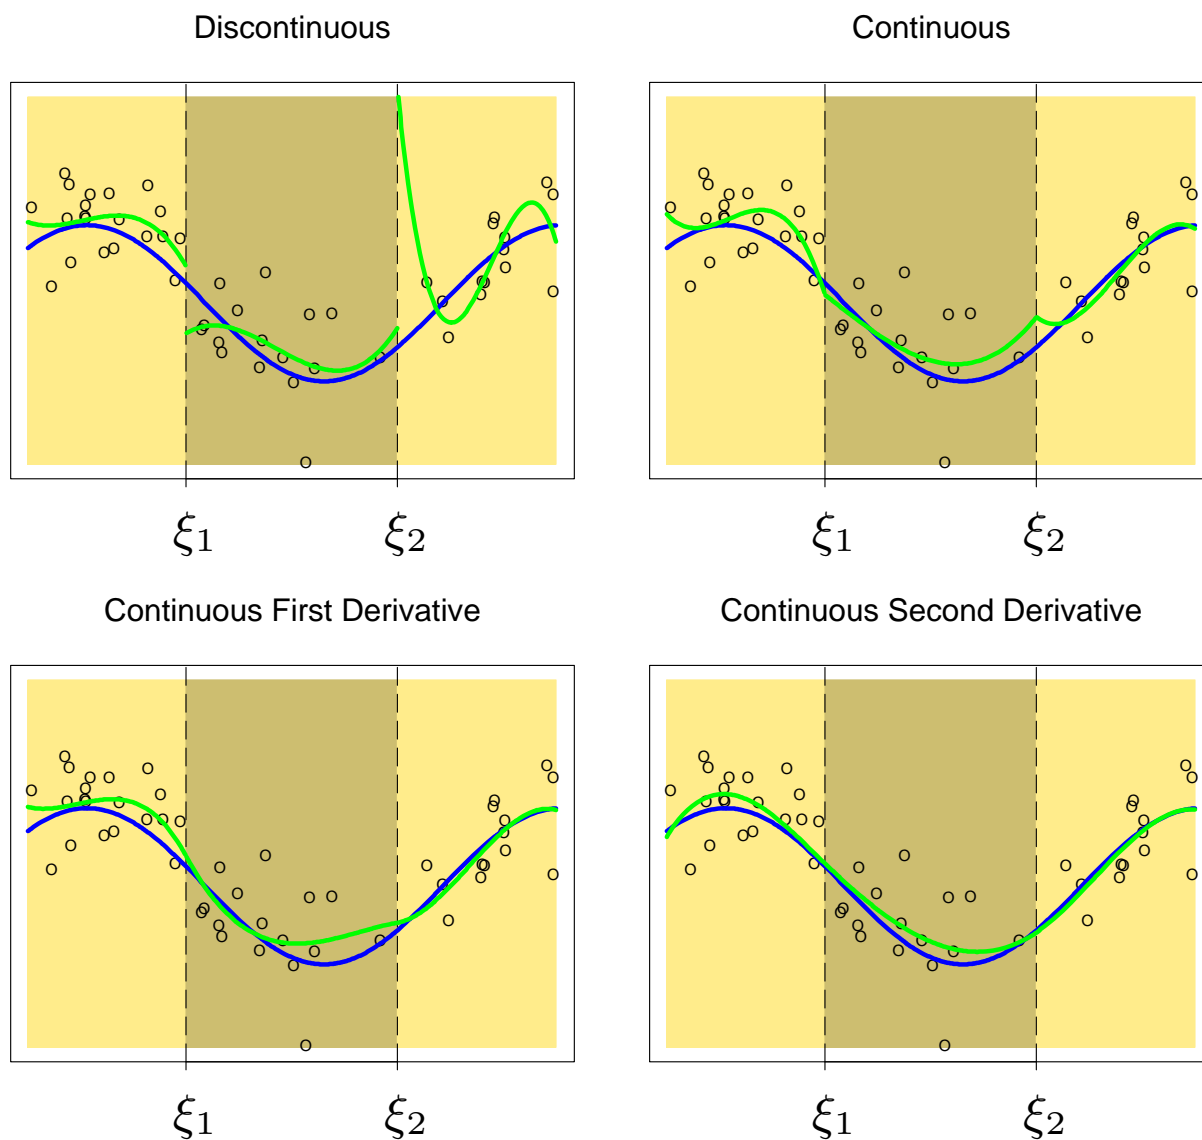 Discontinuous
Continuous
ξ1 ξ2
ξ1 ξ2
Continuous First Derivative
Continuous Second Derivative
ξ1 ξ2
ξ1 ξ2